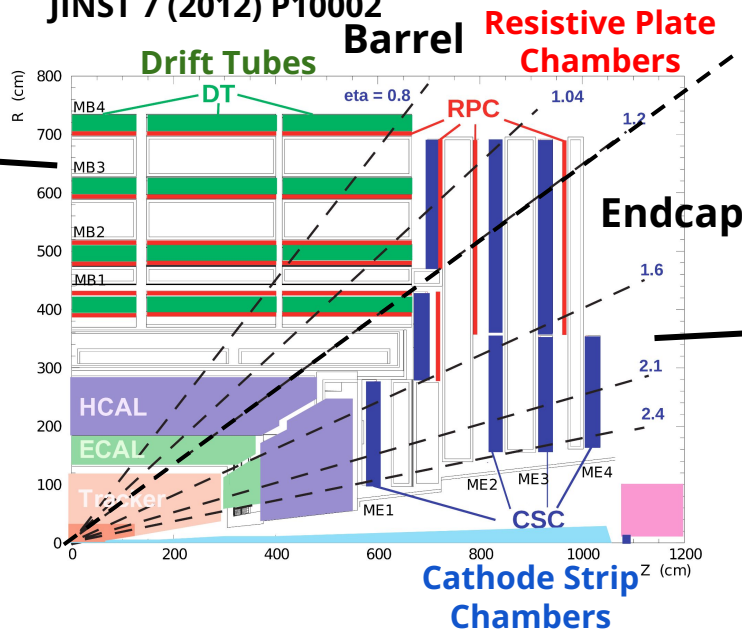 JINST 7 (2012) P10002
Barrel
Resistive Plate
Chambers
Drift Tubes
DT
eta = 0.8
1.04
RPC
1.2
R (cm)
800
MB4
700
MB3
600
MB2
500
MB1
400
300
200
100
0
Endcap
1.6
2.1
2.4
HCAL
ECAL
Tracker
ME1
ME2
ME3
ME4
CSC
0
200
400
600
800
1000
1200
Z (cm)
Cathode Strip
Chambers